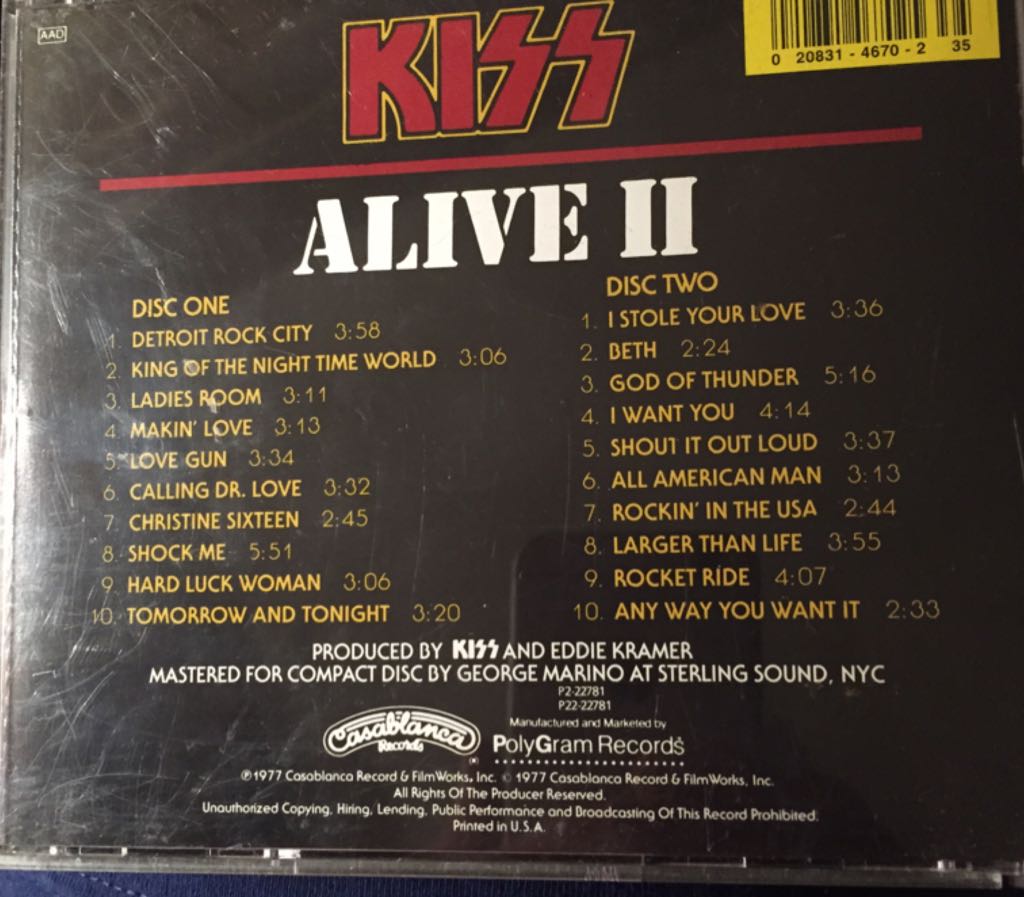 AAD
KISS
0 20831 - 4670 - 2 35
ALIVE II
DISC ONE
1. DETROIT ROCK CITY 3:58
2. KING OF THE NIGHT TIME WORLD 3:06
3. LADIES ROOM 3:11
4. MAKIN' LOVE 3:13
5. LOVE GUN 3:34
6. CALLING DR. LOVE 3:32
7. CHRISTINE SIXTEEN 2:45
8. SHOCK ME 5:51
9. HARD LUCK WOMAN 3:06
10. TOMORROW AND TONIGHT 3:20
DISC TWO
1. I STOLE YOUR LOVE 3:36
2. BETH 2:24
3. GOD OF THUNDER 5:16
4. I WANT YOU 4:14
5. SHOUT IT OUT LOUD 3:37
6. ALL AMERICAN MAN 3:13
7. ROCKIN' IN THE USA 2:44
8. LARGER THAN LIFE 3:55
9. ROCKET RIDE 4:07
10. ANY WAY YOU WANT IT 2:33
PRODUCED BY KISS AND EDDIE KRAMER
MASTERED FOR COMPACT DISC BY GEORGE MARINO AT STERLING SOUND, NYC
P2-22781
P22-22781
Casablanca
Records
®
Manufactured and Marketed by
PolyGram Records
℗1977 Casablanca Record & FilmWorks, Inc. © 1977 Casablanca Record & FilmWorks, Inc.
All Rights Of The Producer Reserved.
Unauthorized Copying, Hiring, Lending, Public Performance and Broadcasting Of This Record Prohibited.
Printed in U.S.A.